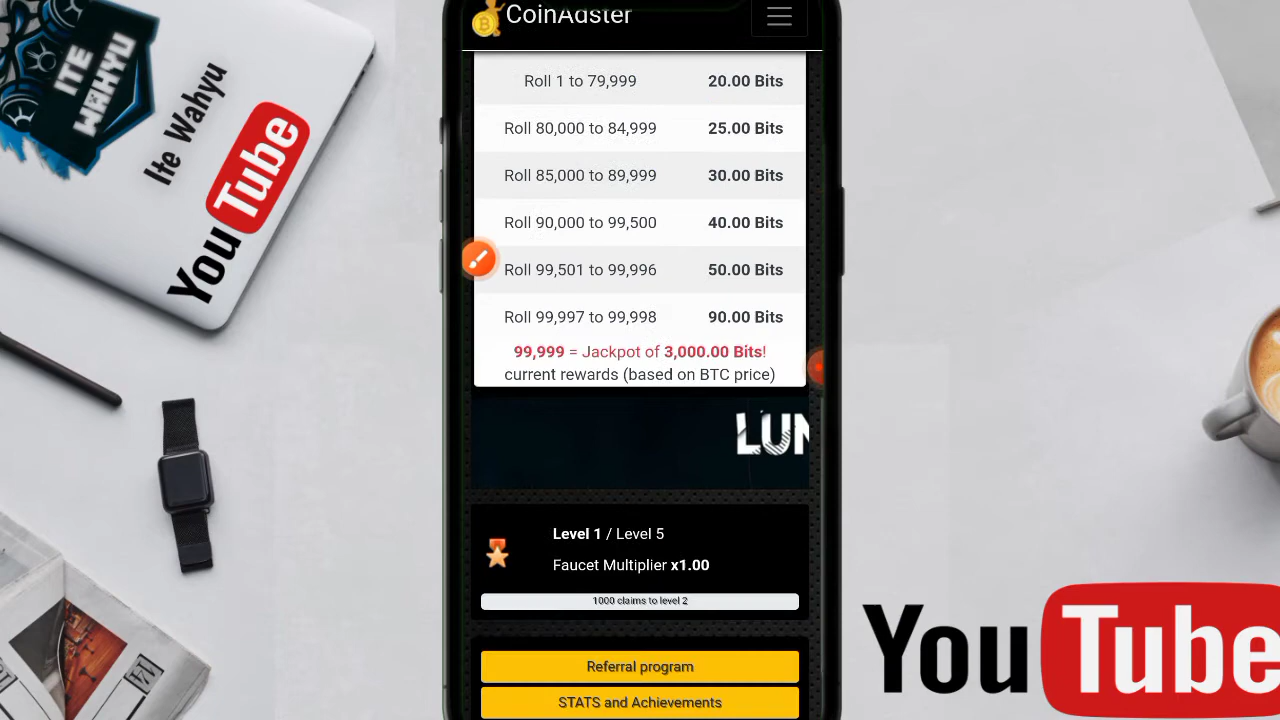 ITE
WAHYU
Ite Wahyu
YouTube
CoinAdster
Roll 1 to 79,999 20.00 Bits
Roll 80,000 to 84,999 25.00 Bits
Roll 85,000 to 89,999 30.00 Bits
Roll 90,000 to 99,500 40.00 Bits
Roll 99,501 to 99,996 50.00 Bits
Roll 99,997 to 99,998 90.00 Bits
99,999 = Jackpot of 3,000.00 Bits!
current rewards (based on BTC price)
LUN
Level 1 / Level 5
Faucet Multiplier x1.00
1000 claims to level 2
Referral program
STATS and Achievements
YouTube